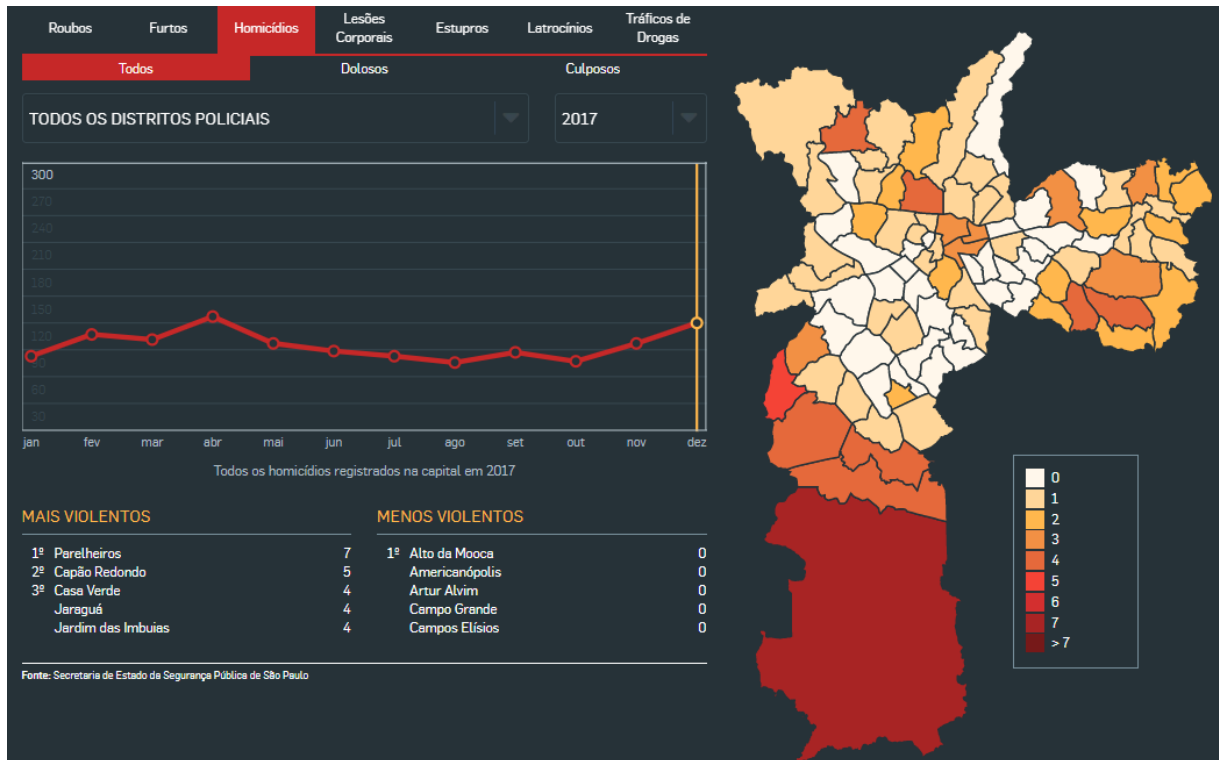 Roubos
Furtos
Homicídios
Lesões
Corporais
Estupros
Latrocínios
Tráficos de
Drogas
Todos
Dolosos
Culposos
TODOS OS DISTRITOS POLICIAIS
2017
300
270
240
210
180
150
120
90
60
30
jan fev mar abr mai jun jul ago set out nov dez
Todos os homicídios registrados na capital em 2017
MAIS VIOLENTOS
1º Parelheiros 7
2º Capão Redondo 5
3º Casa Verde 4
Jaraguá 4
Jardim das Imbuias 4
MENOS VIOLENTOS
1º Alto da Mooca 0
Americanópolis 0
Artur Alvim 0
Campo Grande 0
Campos Elísios 0
Fonte: Secretaria de Estado da Segurança Pública de São Paulo
0
1
2
3
4
5
6
7
> 7